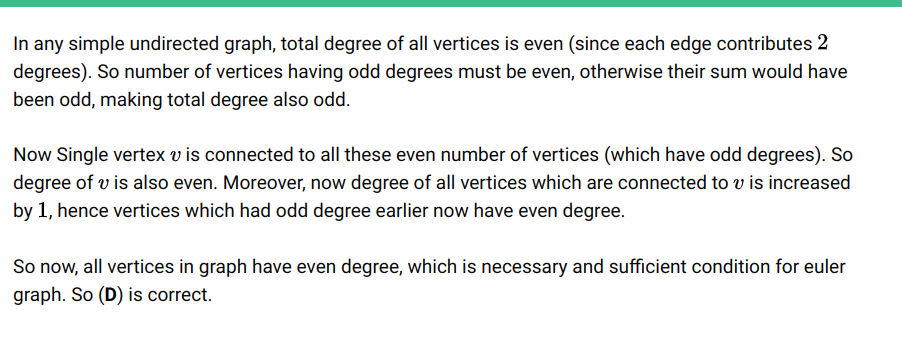 In any simple undirected graph, total degree of all vertices is even (since each edge contributes 2
degrees). So number of vertices having odd degrees must be even, otherwise their sum would have
been odd, making total degree also odd.
Now Single vertex v is connected to all these even number of vertices (which have odd degrees). So
degree of v is also even. Moreover, now degree of all vertices which are connected to v is increased
by 1, hence vertices which had odd degree earlier now have even degree.
So now, all vertices in graph have even degree, which is necessary and sufficient condition for euler
graph. So (D) is correct.